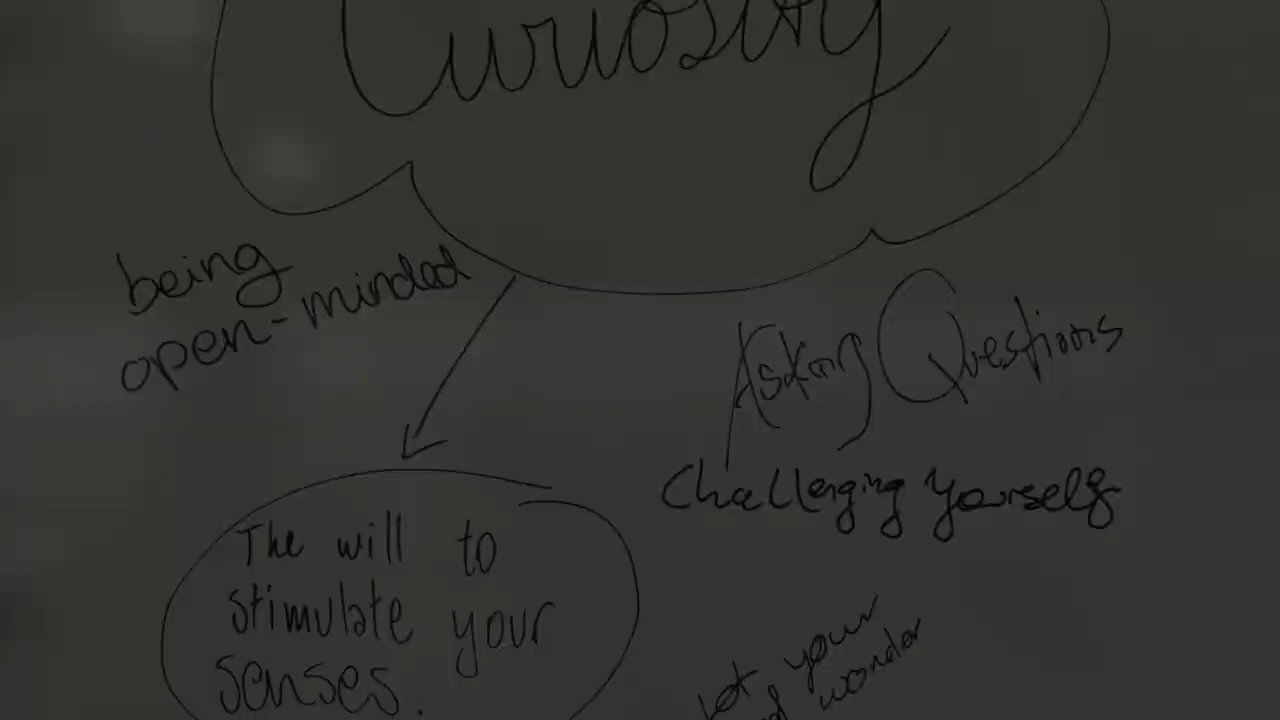 Curiosity
being
open-minded
Asking Questions
Challenging yourself
The will to
stimulate your
senses.
let your
wonder